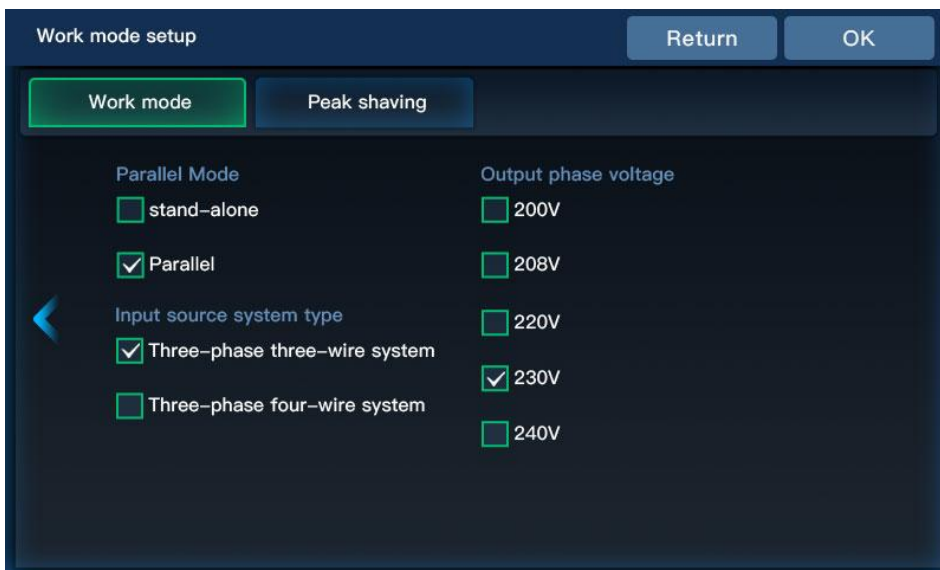 Work mode setup
Return
OK
Work mode
Peak shaving
Parallel Mode
stand-alone
Parallel
Input source system type
Three-phase three-wire system
Three-phase four-wire system
Output phase voltage
200V
208V
220V
230V
240V